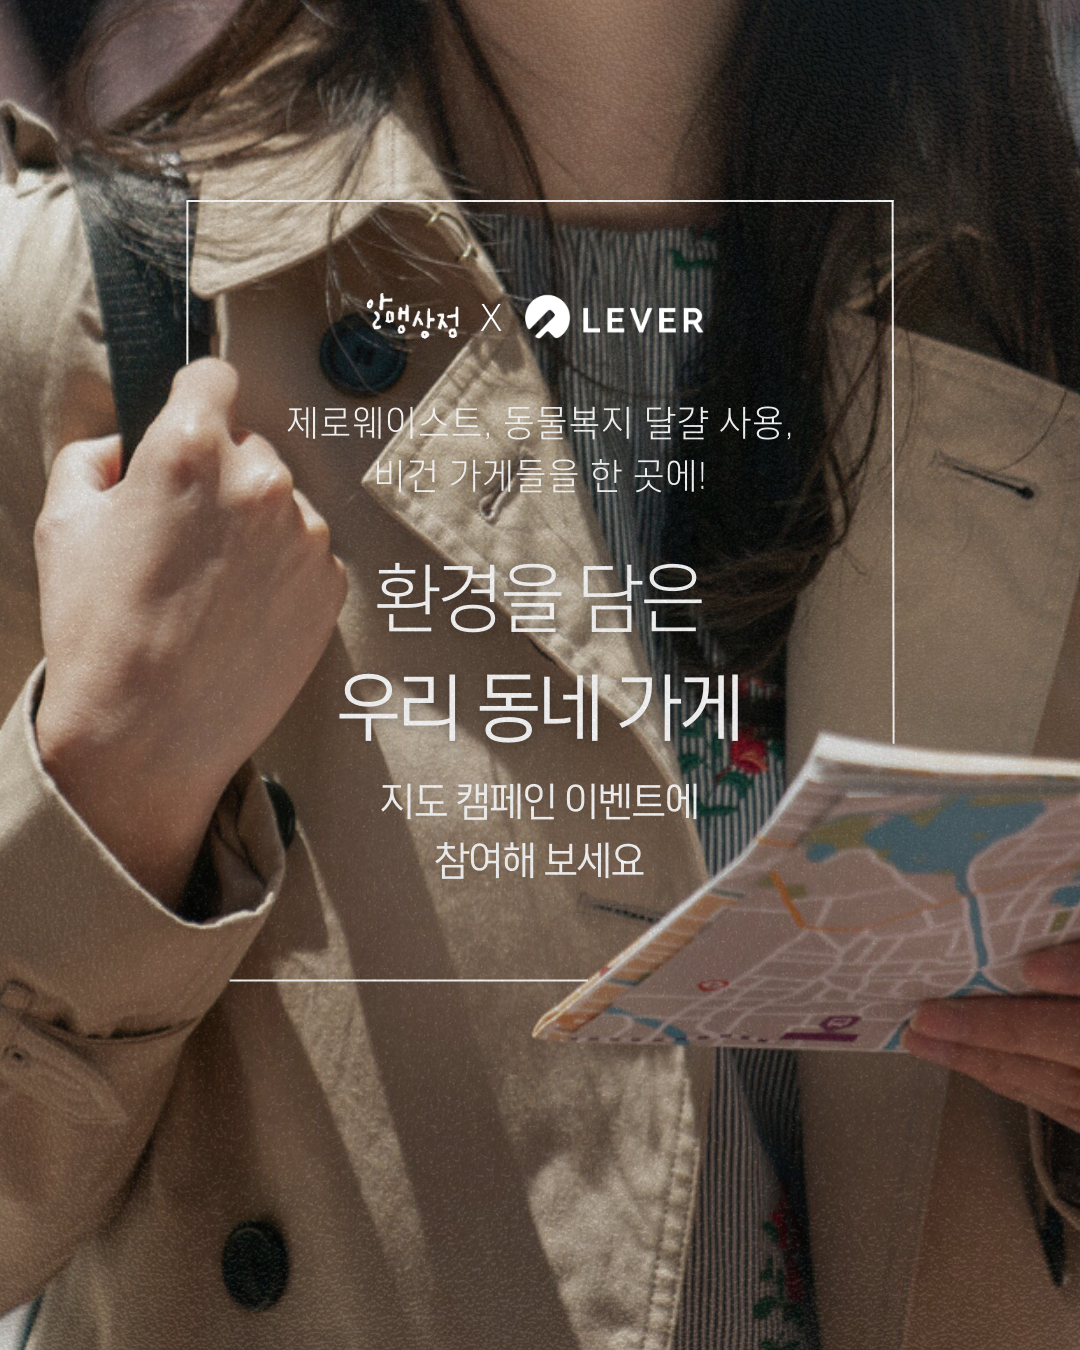 알맹상점 X LEVER
제로웨이스트, 동물복지 달걀 사용,
비건 가게들을 한 곳에!
환경을 담은
우리 동네 가게
지도 캠페인 이벤트에
참여해 보세요